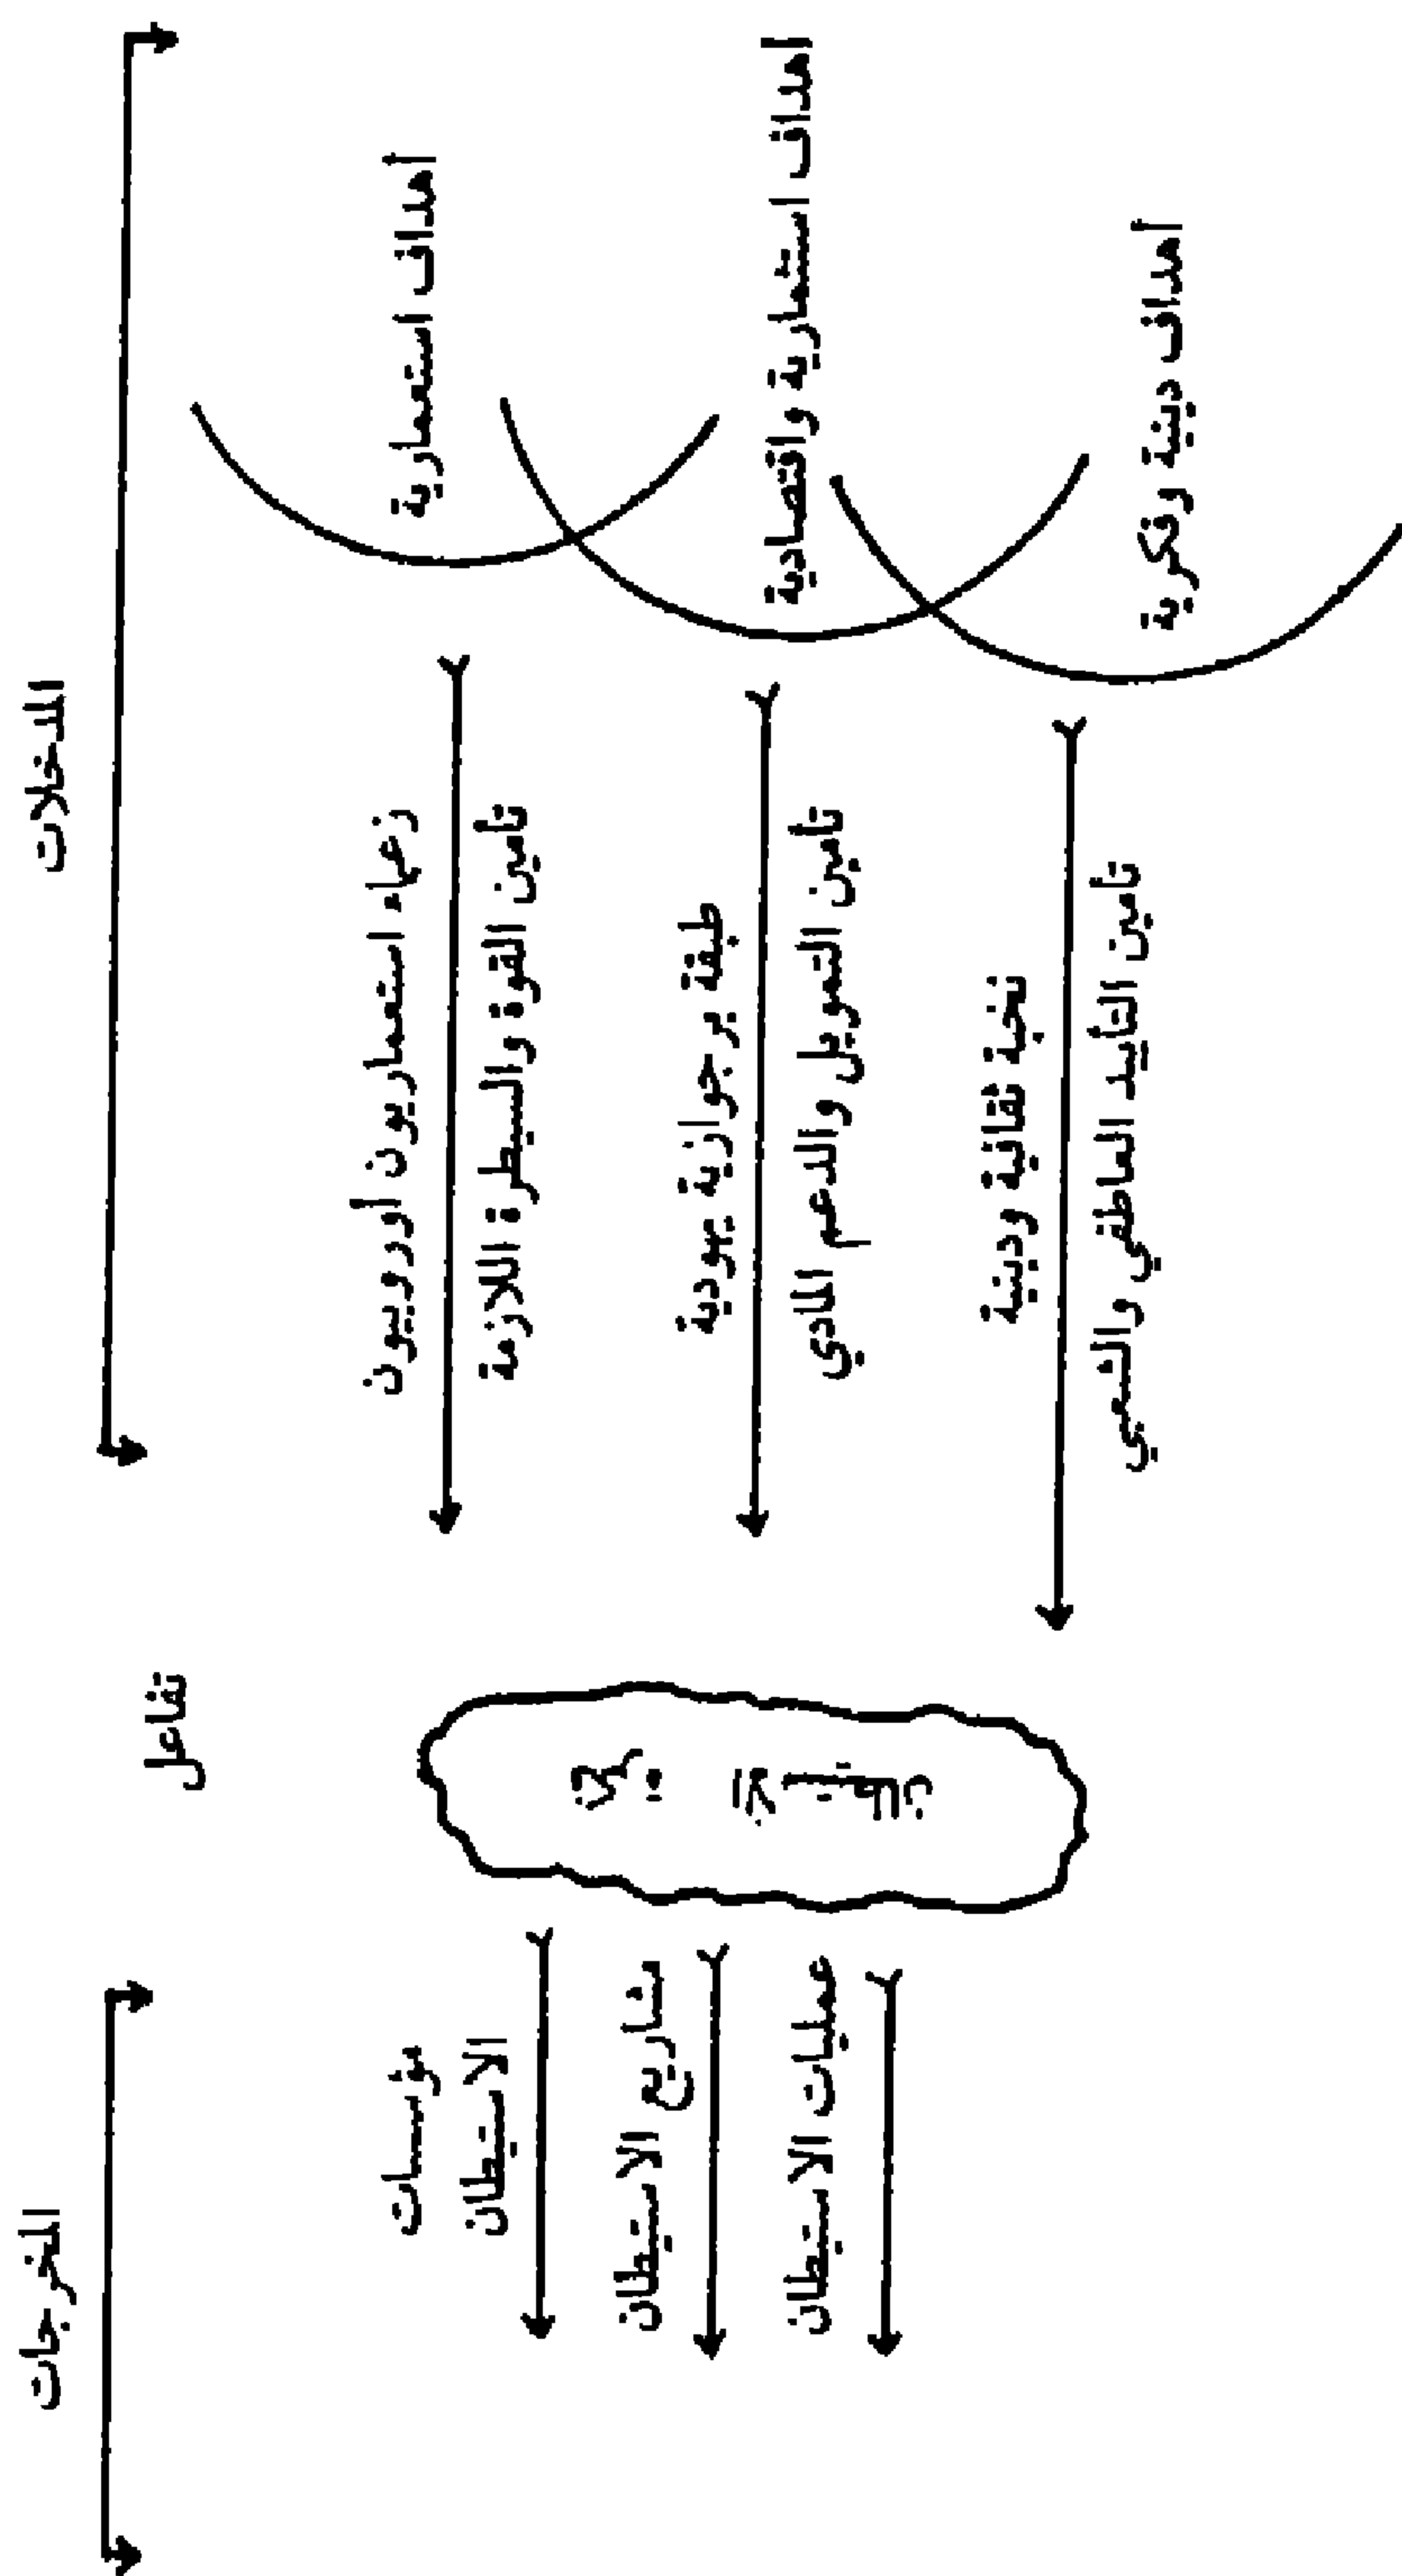 المدخلات
تفاعل
المخرجات
أهداف استعمارية
زعماء استعماريون أوروبيون
تأمين القوة والسيطرة اللازمة
أهداف استثمارية واقتصادية
طبقة برجوازية يهودية
تأمين التمويل والدعم المادي
أهداف دينية وفكرية
نخبة ثقافية ودينية
تأمين التأييد العاطفي والشعبي
مؤسسات
الاستيطان
مشاريع الاستيطان
عمليات الاستيطان